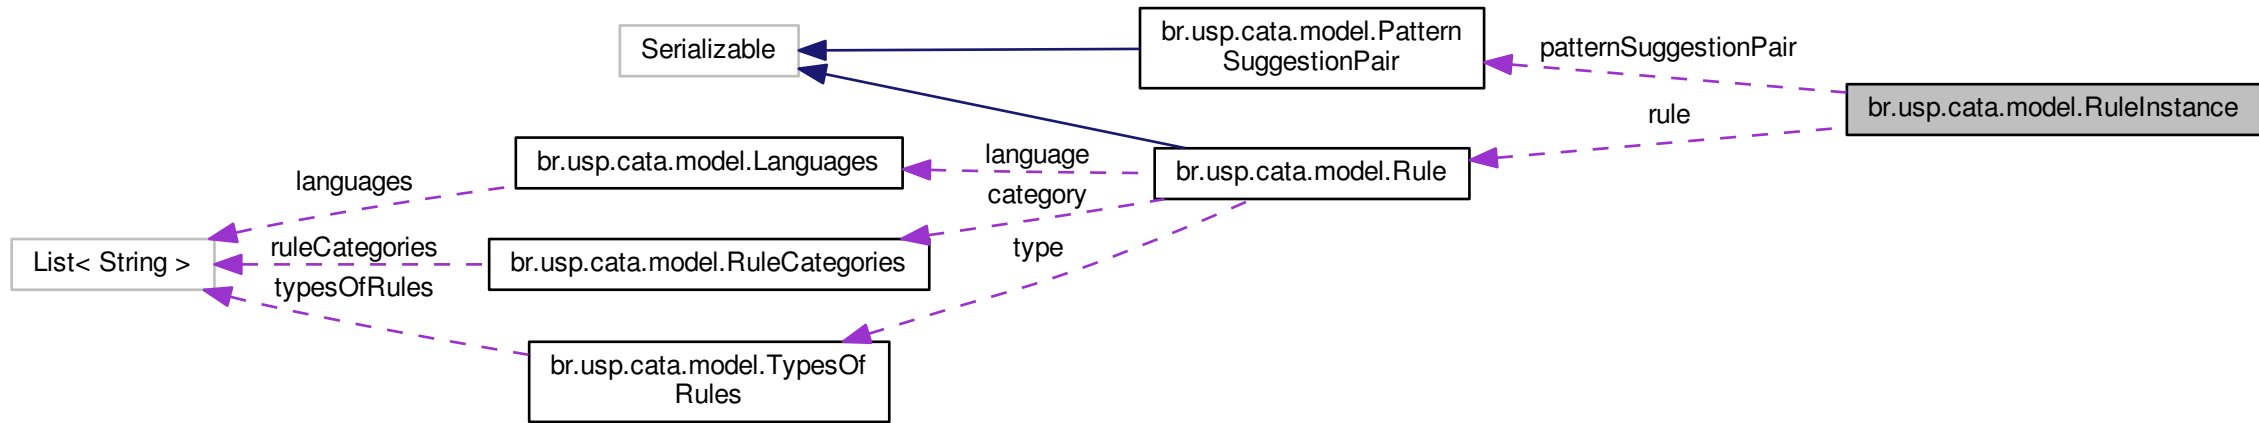 Serializable
br.usp.cata.model.Pattern
SuggestionPair
patternSuggestionPair
br.usp.cata.model.RuleInstance
rule
br.usp.cata.model.Languages
language
br.usp.cata.model.Rule
languages
category
List< String >
ruleCategories
br.usp.cata.model.RuleCategories
type
typesOfRules
br.usp.cata.model.TypesOf
Rules